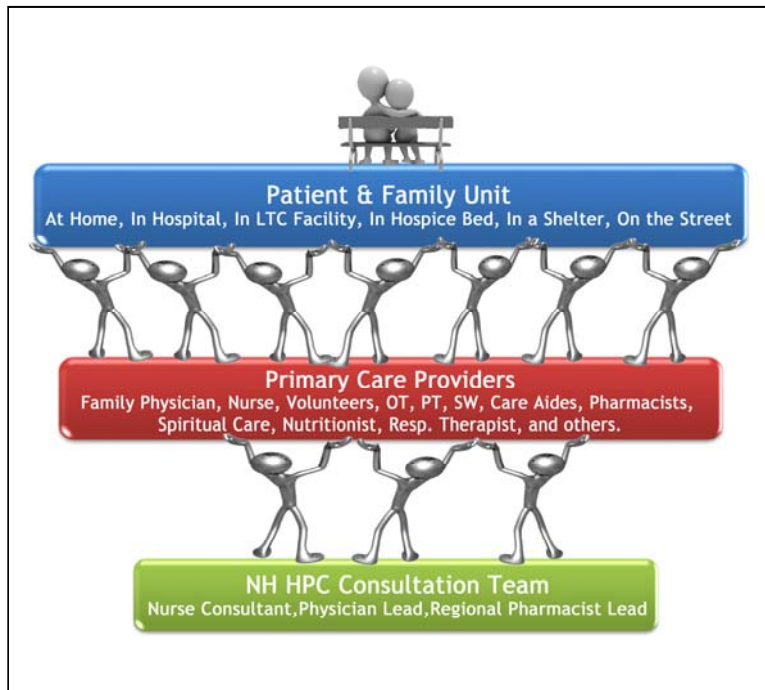 Patient & Family Unit
At Home, In Hospital, In LTC Facility, In Hospice Bed, In a Shelter, On the Street
Primary Care Providers
Family Physician, Nurse, Volunteers, OT, PT, SW, Care Aides, Pharmacists,
Spiritual Care, Nutritionist, Resp. Therapist, and others.
NH HPC Consultation Team
Nurse Consultant,Physician Lead,Regional Pharmacist Lead